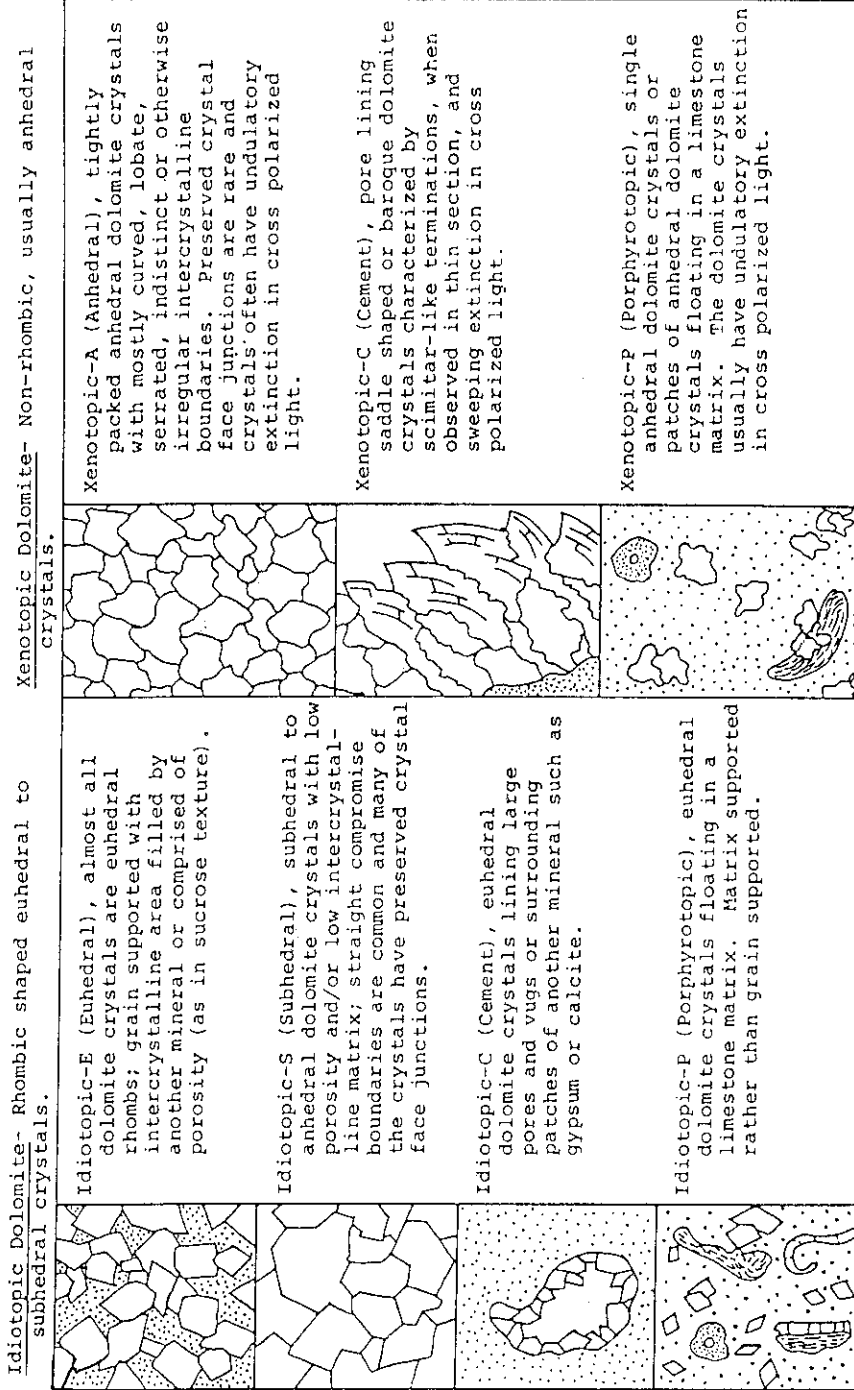 Idiotopic Dolomite- Rhombic shaped euhedral to
subhedral crystals.
Idiotopic-E (Euhedral), almost all
dolomite crystals are euhedral
rhombs; grain supported with
intercrystalline area filled by
another mineral or comprised of
porosity (as in sucrose texture).
Idiotopic-S (Subhedral), subhedral to
anhedral dolomite crystals with low
porosity and/or low intercrystal-
line matrix; straight compromise
boundaries are common and many of
the crystals have preserved crystal
face junctions.
Idiotopic-C (Cement), euhedral
dolomite crystals lining large
pores and vugs or surrounding
patches of another mineral such as
gypsum or calcite.
Idiotopic-P (Porphyrotopic), euhedral
dolomite crystals floating in a
limestone matrix. Matrix supported
rather than grain supported.
Xenotopic Dolomite- Non-rhombic, usually anhedral
crystals.
Xenotopic-A (Anhedral), tightly
packed anhedral dolomite crystals
with mostly curved, lobate,
serrated, indistinct or otherwise
irregular intercrystalline
boundaries. Preserved crystal
face junctions are rare and
crystals often have undulatory
extinction in cross polarized
light.
Xenotopic-C (Cement), pore lining
saddle shaped or baroque dolomite
crystals characterized by
scimitar-like terminations, when
observed in thin section, and
sweeping extinction in cross
polarized light.
Xenotopic-P (Porphyrotopic), single
anhedral dolomite crystals or
patches of anhedral dolomite
crystals floating in a limestone
matrix. The dolomite crystals
usually have undulatory extinction
in cross polarized light.